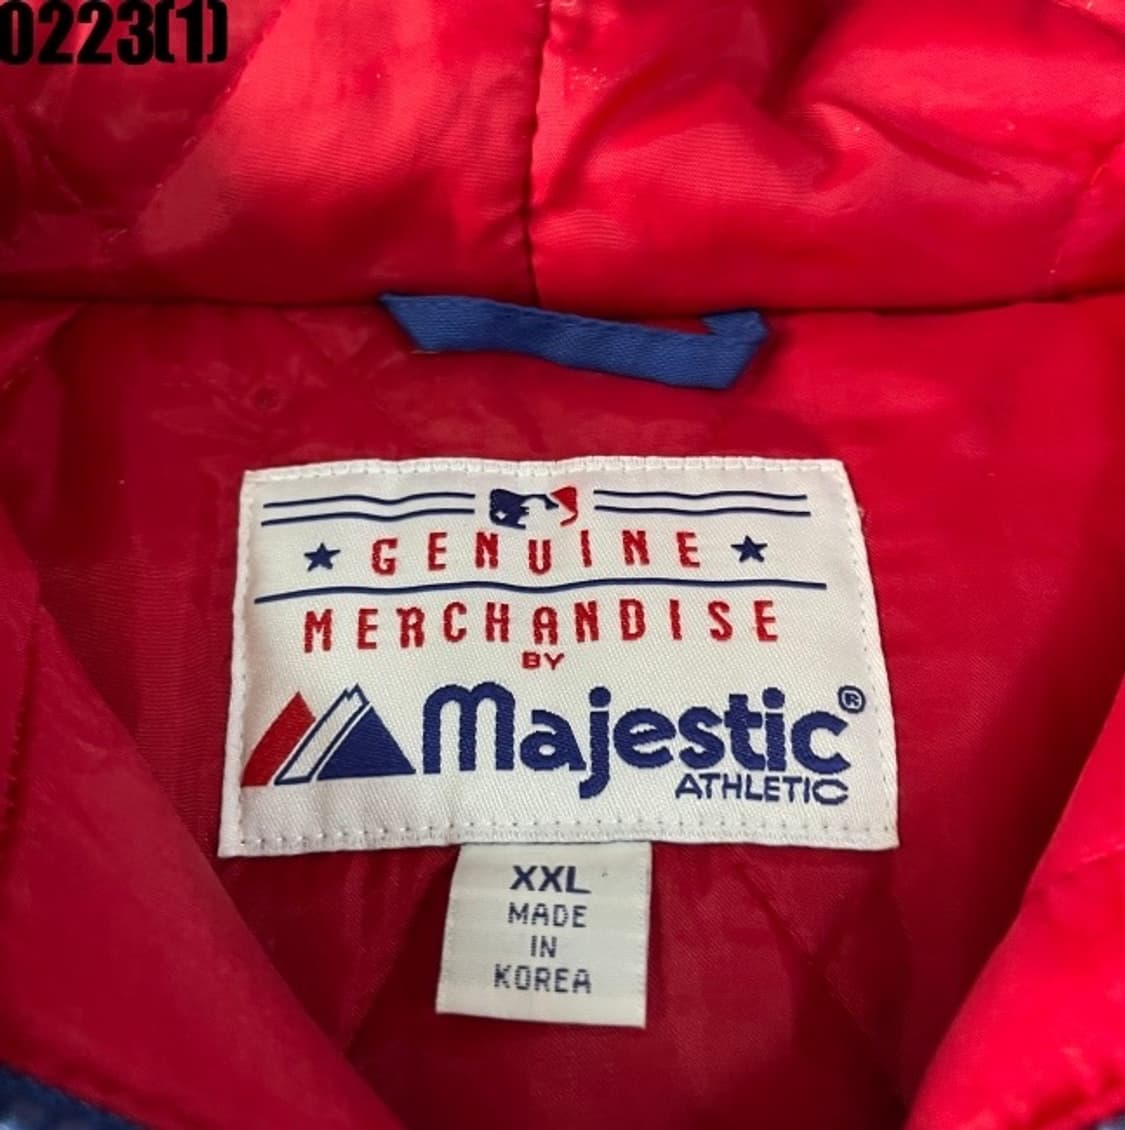 0223(1)
GENUINE
MERCHANDISE
BY
Majestic®
ATHLETIC
XXL
MADE
IN
KOREA